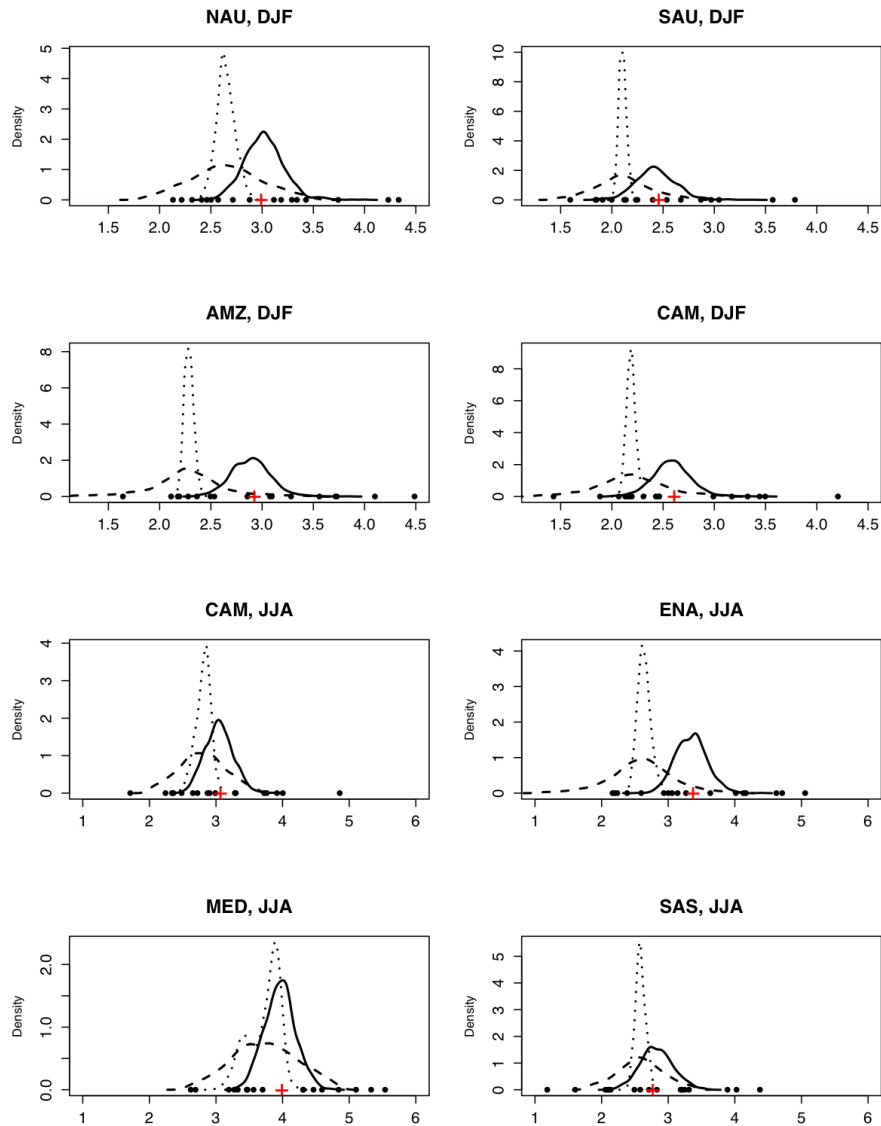 NAU, DJF
Density
0 1 2 3 4 5
1.5 2.0 2.5 3.0 3.5 4.0 4.5
SAU, DJF
Density
0 2 4 6 8 10
1.5 2.0 2.5 3.0 3.5 4.0 4.5
AMZ, DJF
Density
0 2 4 6 8
1.5 2.0 2.5 3.0 3.5 4.0 4.5
CAM, DJF
Density
0 2 4 6 8
1.5 2.0 2.5 3.0 3.5 4.0 4.5
CAM, JJA
Density
0 1 2 3 4
1 2 3 4 5 6
ENA, JJA
Density
0 1 2 3 4
1 2 3 4 5 6
MED, JJA
Density
0.0 1.0 2.0
1 2 3 4 5 6
SAS, JJA
Density
0 1 2 3 4 5
1 2 3 4 5 6